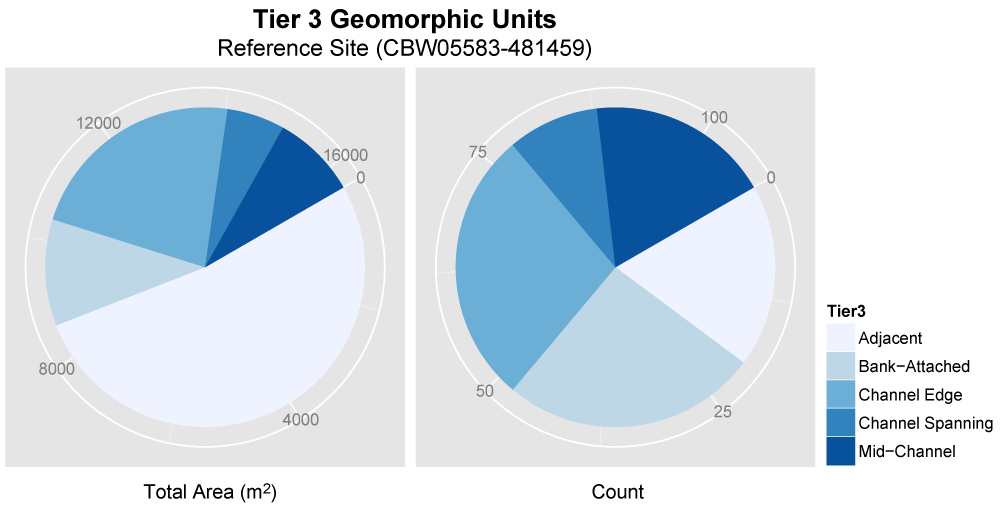 Tier 3 Geomorphic Units
Reference Site (CBW05583-481459)
12000
16000
0
8000
4000
Total Area (m²)
100
75
0
50
25
Count
Tier3
Adjacent
Bank−Attached
Channel Edge
Channel Spanning
Mid−Channel